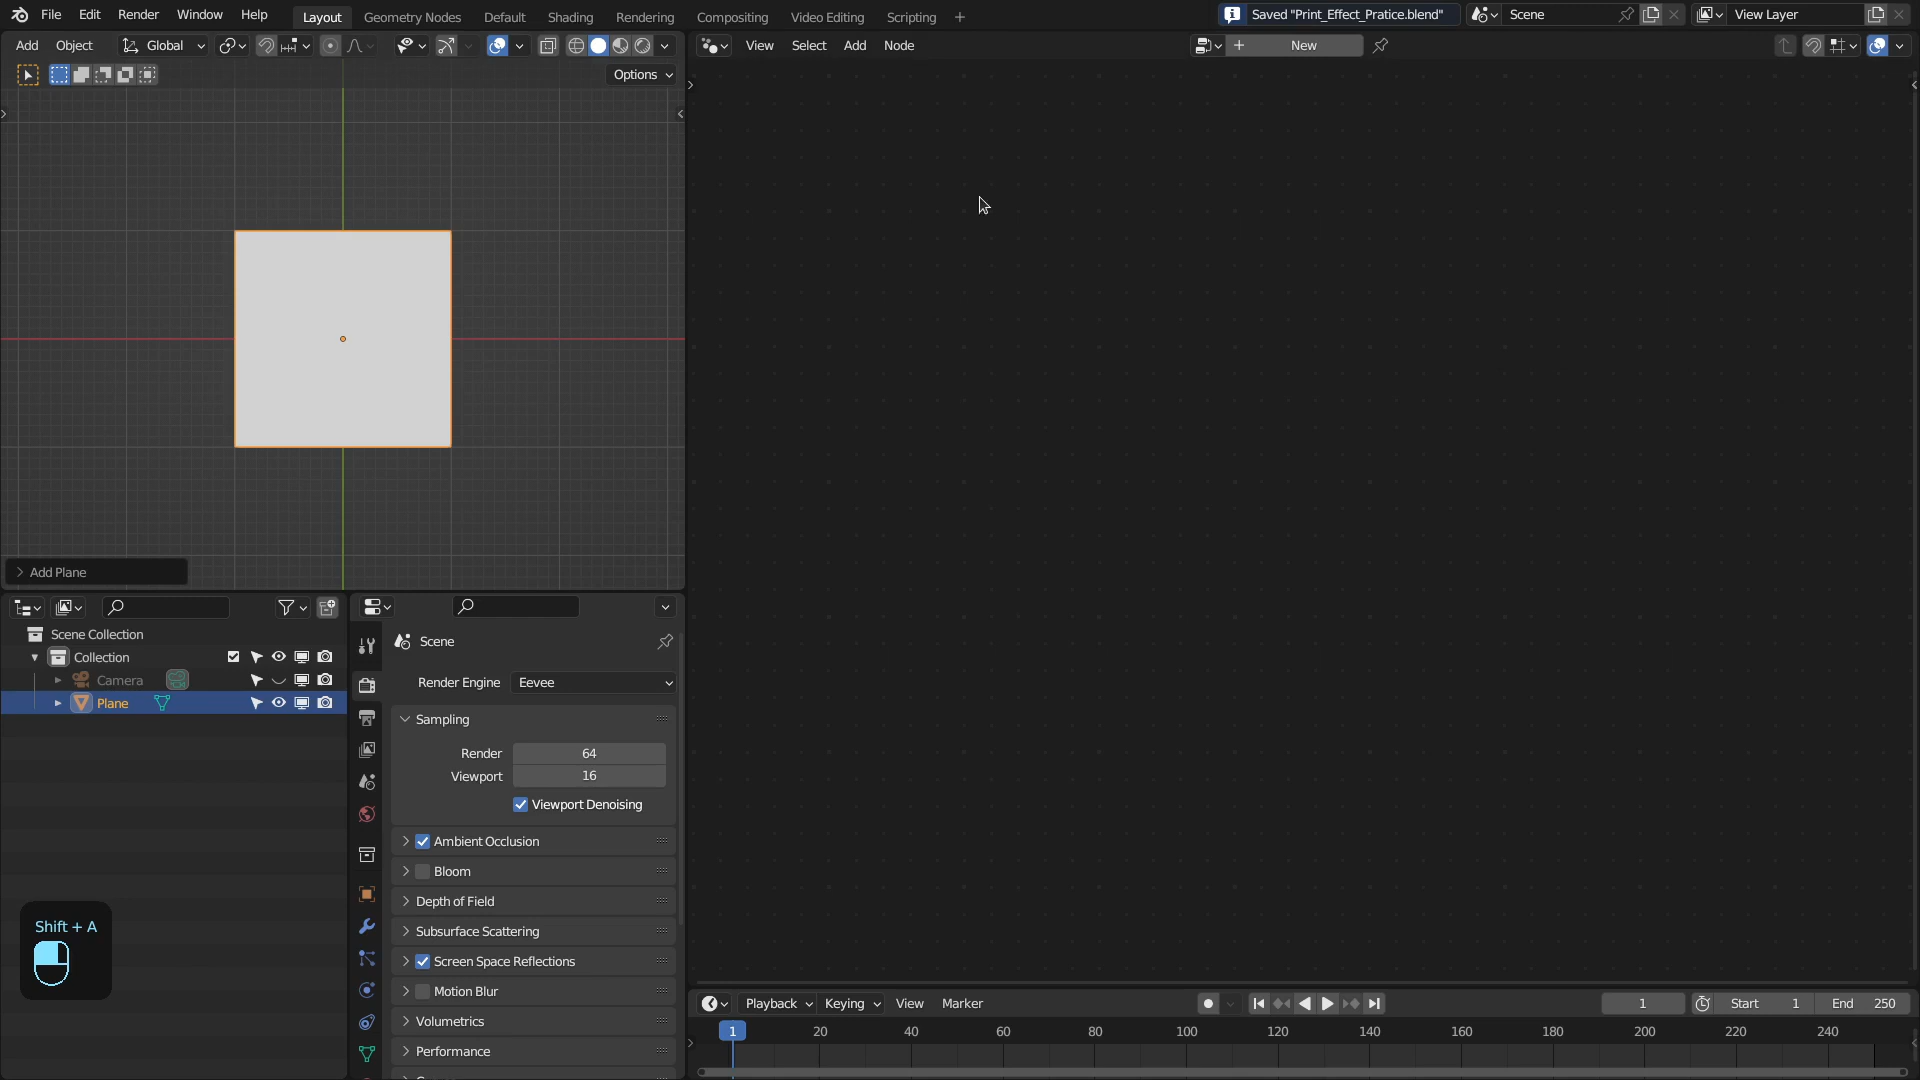 File Edit Render Window Help Layout Geometry Nodes Default Shading Rendering Compositing Video Editing Scripting Saved "Print_Effect_Pratice.blend" Scene View Layer
Add Object Global View Select Add Node New
Options
Add Plane
Scene Collection
Collection
Camera
Plane
Scene
Render Engine Eevee
Sampling
Render 64
Viewport 16
Viewport Denoising
Ambient Occlusion
Bloom
Depth of Field
Subsurface Scattering
Screen Space Reflections
Motion Blur
Volumetrics
Performance
Shift + A
Playback Keying View Marker 1 Start 1 End 250
1 20 40 60 80 100 120 140 160 180 200 220 240